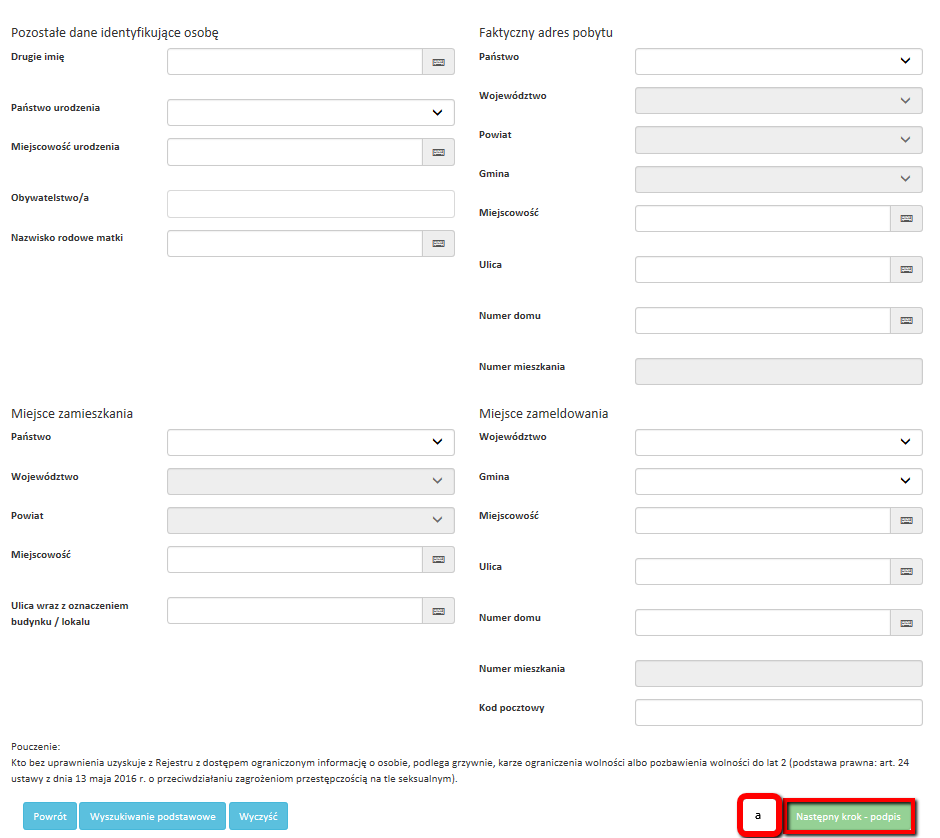 Pozostałe dane identyfikujące osobę
Drugie imię
Państwo urodzenia
Miejscowość urodzenia
Obywatelstwo/a
Nazwisko rodowe matki
Faktyczny adres pobytu
Państwo
Województwo
Powiat
Gmina
Miejscowość
Ulica
Numer domu
Numer mieszkania
Miejsce zamieszkania
Państwo
Województwo
Powiat
Miejscowość
Ulica wraz z oznaczeniem
budynku / lokalu
Miejsce zameldowania
Województwo
Gmina
Miejscowość
Ulica
Numer domu
Numer mieszkania
Kod pocztowy
Pouczenie:
Kto bez uprawnienia uzyskuje z Rejestru z dostępem ograniczonym informację o osobie, podlega grzywnie, karze ograniczenia wolności albo pozbawienia wolności do lat 2 (podstawa prawna: art. 24
ustawy z dnia 13 maja 2016 r. o przeciwdziałaniu zagrożeniom przestępczością na tle seksualnym).
Powrót
Wyszukiwanie podstawowe
Wyczyść
a
Następny krok - podpis